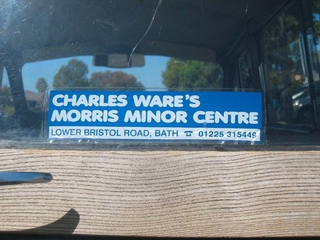 CHARLES WARE'S
MORRIS MINOR CENTRE
LOWER BRISTOL ROAD, BATH ☎ 01225 315449